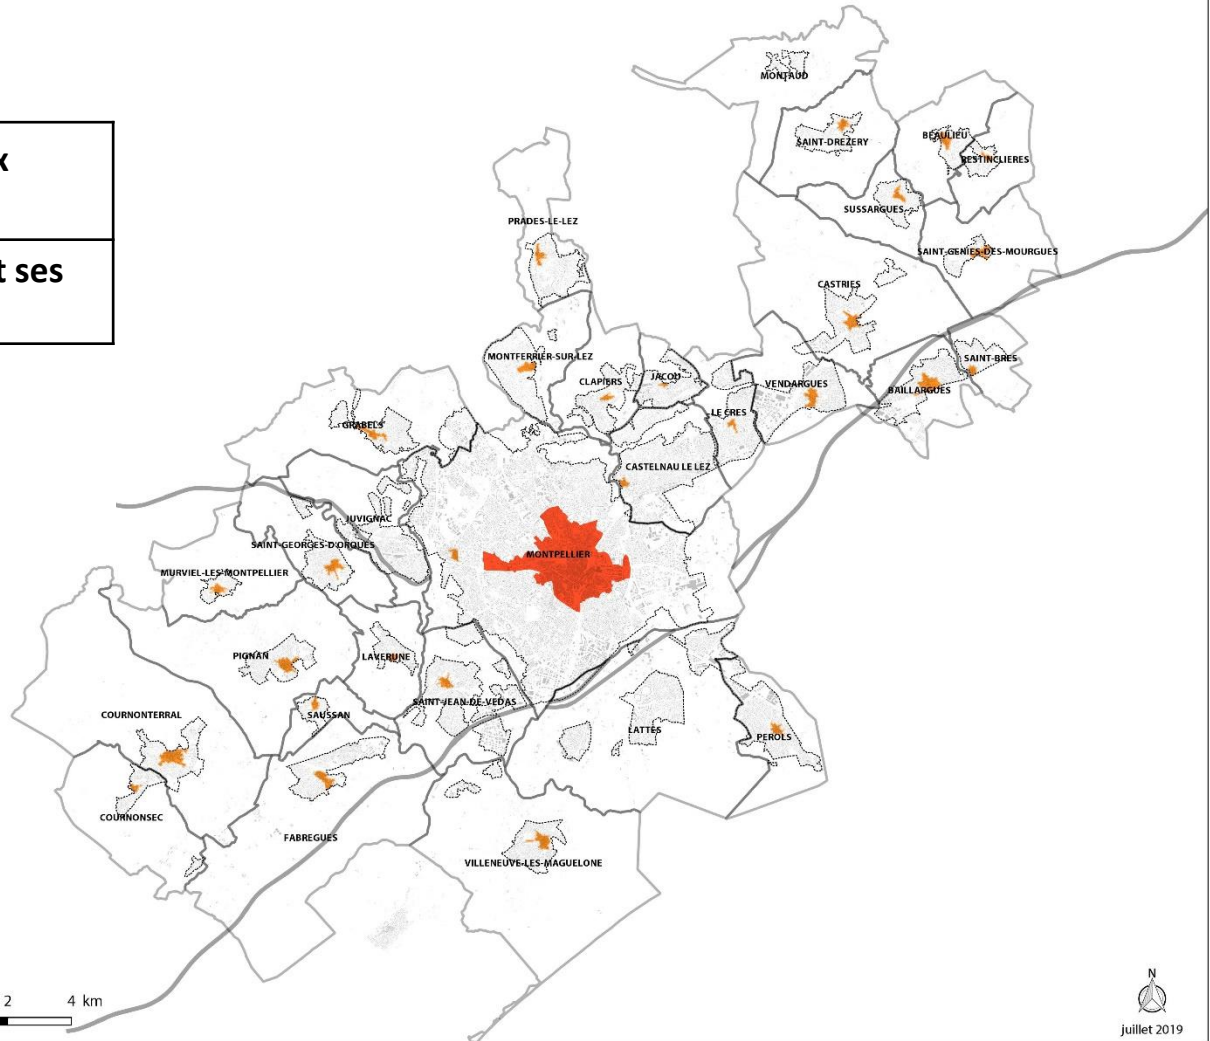 MONTAUD
SAINT-DREZERY
BEAULIEU
RESTINCLIERES
x
SUSSARGUES
PRADES-LE-LEZ
SAINT-GENIES-DES-MOURGUES
t ses
CASTRIES
MONTFERRIER-SUR-LEZ
SAINT-BRES
CLAPIERS
JACOU
VENDARGUES
BAILLARGUES
LE CRES
GRABELS
CASTELNAU LE LEZ
JUVIGNAC
SAINT-GEORGES-D'ORQUES
MONTPELLIER
MURVIEL-LES-MONTPELLIER
PIGNAN
LAVERUNE
SAINT-JEAN-DE-VEDAS
COURNONTERRAL
SAUSSAN
LATTES
PEROLS
COURNONSEC
FABREGUES
VILLENEUVE-LES-MAGUELONE
2 4 km
N
juillet 2019